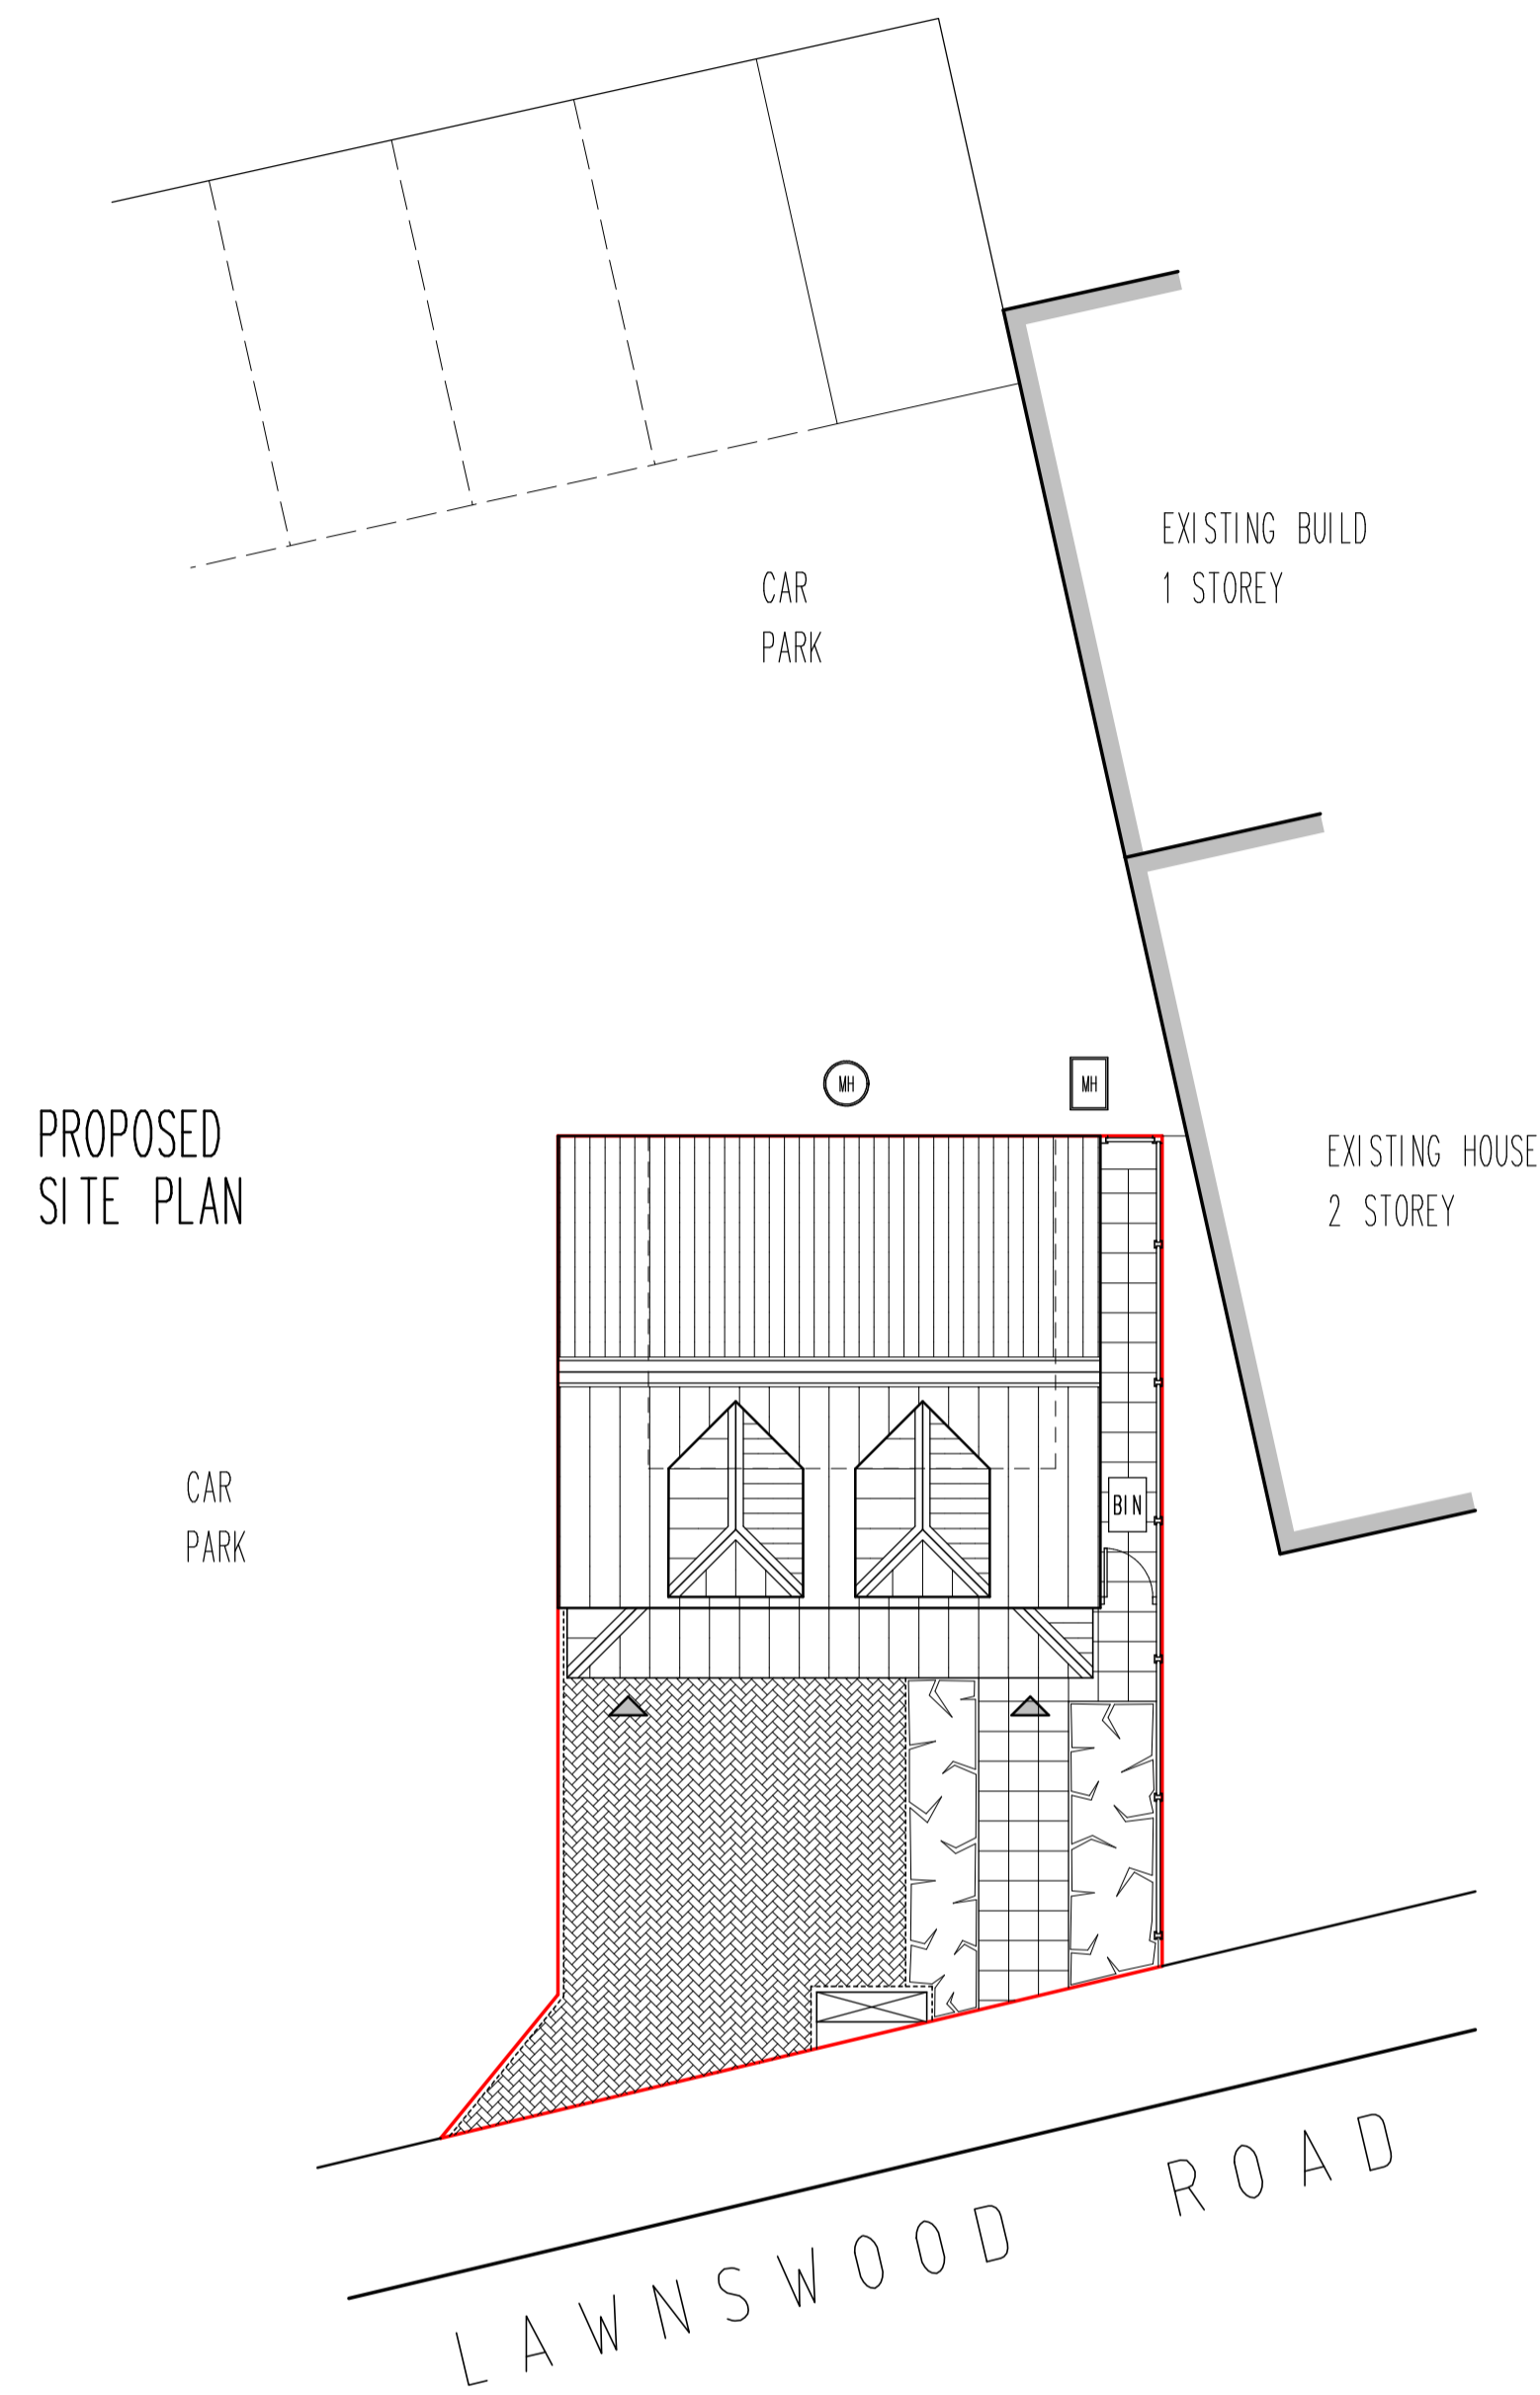 EXISTING BUILD
1 STOREY
CAR
PARK
MH
MH
PROPOSED
SITE PLAN
EXISTING HOUSE
2 STOREY
CAR
PARK
BIN
LAWNSWOOD ROAD